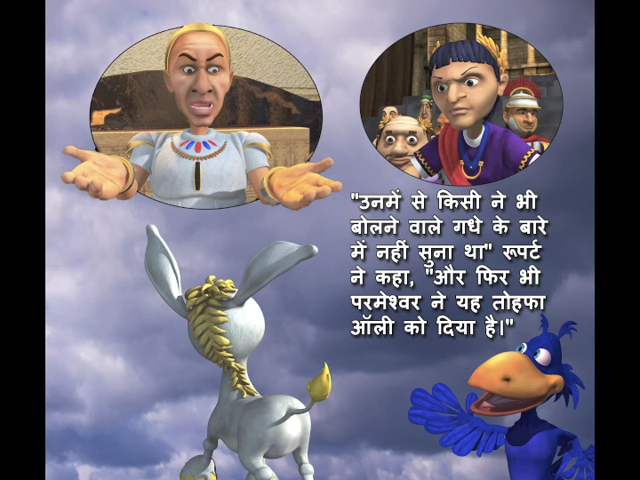 "उनमें से किसी ने भी
बोलने वाले गधे के बारे
में नहीं सुना था" रूपर्ट
ने कहा, "और फिर भी
परमेश्वर ने यह तोहफा
ऑली को दिया है।"